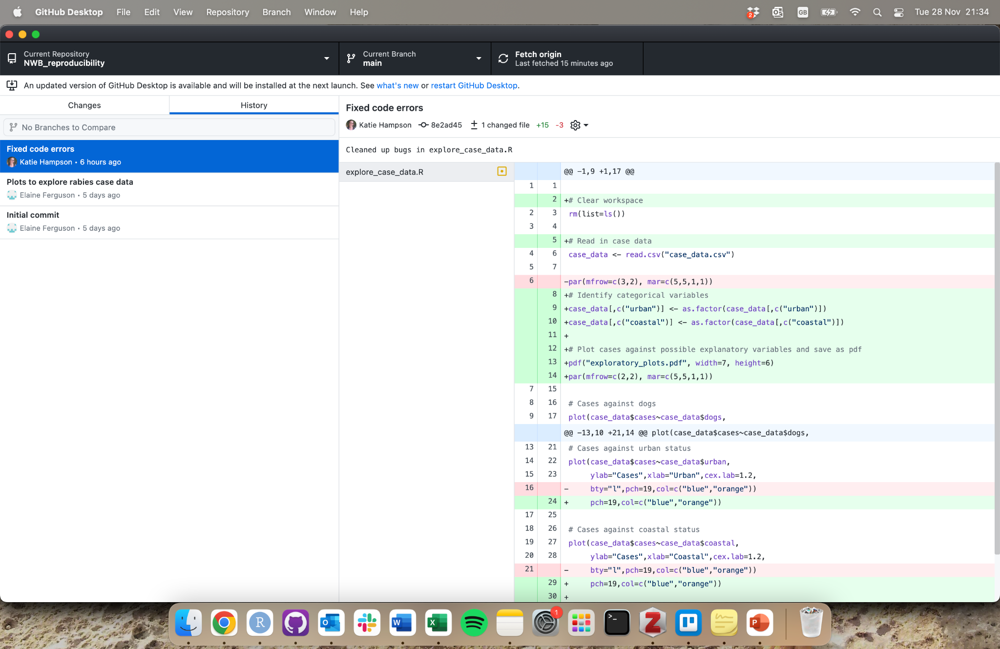 GitHub Desktop File Edit View Repository Branch Window Help 2 GB Tue 28 Nov 21:34
Current Repository
NWB_reproducibility
Current Branch
main
Fetch origin
Last fetched 15 minutes ago
An updated version of GitHub Desktop is available and will be installed at the next launch. See what's new or restart GitHub Desktop.
Changes History
No Branches to Compare
Fixed code errors
Katie Hampson • 6 hours ago
Plots to explore rabies case data
Elaine Ferguson • 5 days ago
Initial commit
Elaine Ferguson • 5 days ago
Fixed code errors
Katie Hampson 8e2ad45 1 changed file +15 -3
Cleaned up bugs in explore_case_data.R
explore_case_data.R
@@ -1,9 +1,17 @@
1 1
2 +# Clear workspace
2 3 rm(list=ls())
3 4
5 +# Read in case data
4 6 case_data <- read.csv("case_data.csv")
5 7
6 -par(mfrow=c(3,2), mar=c(5,5,1,1))
8 +# Identify categorical variables
9 +case_data[,c("urban")] <- as.factor(case_data[,c("urban")])
10 +case_data[,c("coastal")] <- as.factor(case_data[,c("coastal")])
11 +
12 +# Plot cases against possible explanatory variables and save as pdf
13 +pdf("exploratory_plots.pdf", width=7, height=6)
14 +par(mfrow=c(2,2), mar=c(5,5,1,1))
7 15
8 16 # Cases against dogs
9 17 plot(case_data$cases~case_data$dogs,
@@ -13,10 +21,14 @@ plot(case_data$cases~case_data$dogs,
13 21 # Cases against urban status
14 22 plot(case_data$cases~case_data$urban,
15 23 ylab="Cases",xlab="Urban",cex.lab=1.2,
16 - bty="l",pch=19,col=c("blue","orange"))
24 + pch=19,col=c("blue","orange"))
17 25
18 26 # Cases against coastal status
19 27 plot(case_data$cases~case_data$coastal,
20 28 ylab="Cases",xlab="Coastal",cex.lab=1.2,
21 - bty="l",pch=19,col=c("blue","orange"))
29 + pch=19,col=c("blue","orange"))
30 +
R O W X 1 >_ Z P